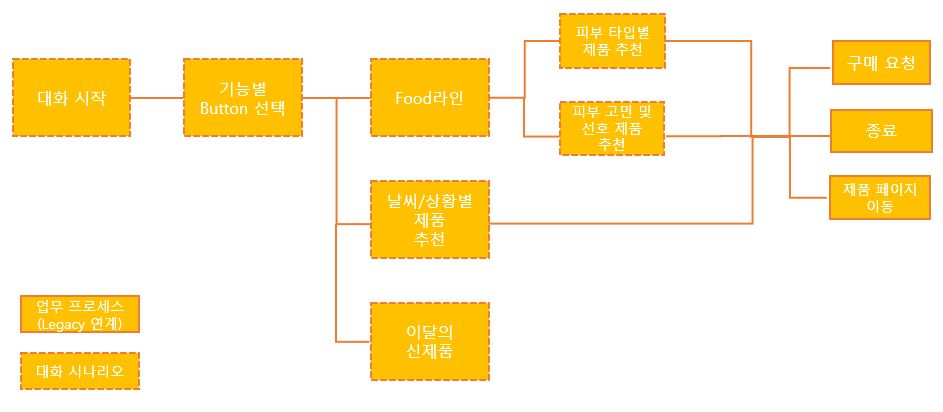 대화 시작
기능별
Button 선택
Food라인
피부 타입별
제품 추천
피부 고민 및
선호 제품
추천
날씨/상황별
제품
추천
이달의
신제품
구매 요청
종료
제품 페이지
이동
업무 프로세스
(Legacy 연계)
대화 시나리오